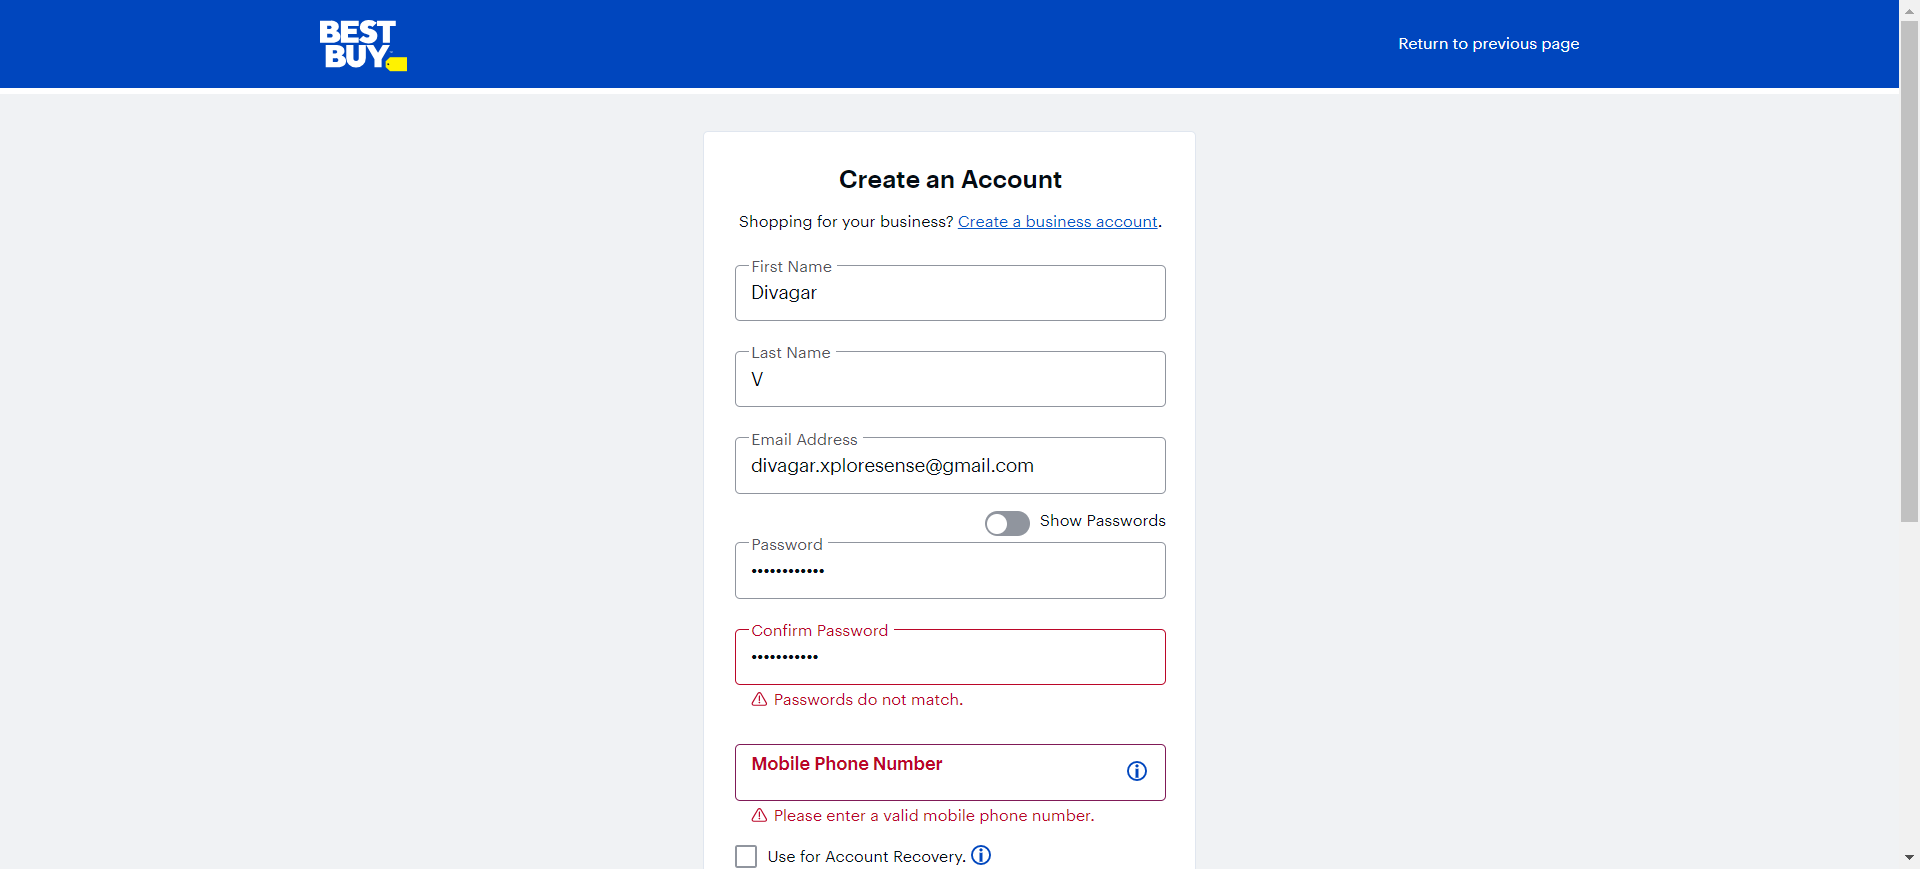 BEST
BUY
Return to previous page
Create an Account
Shopping for your business? Create a business account.
First Name
Divagar
Last Name
V
Email Address
divagar.xploresense@gmail.com
Show Passwords
Password
••••••••••••
Confirm Password
•••••••••••
Passwords do not match.
Mobile Phone Number
Please enter a valid mobile phone number.
Use for Account Recovery.